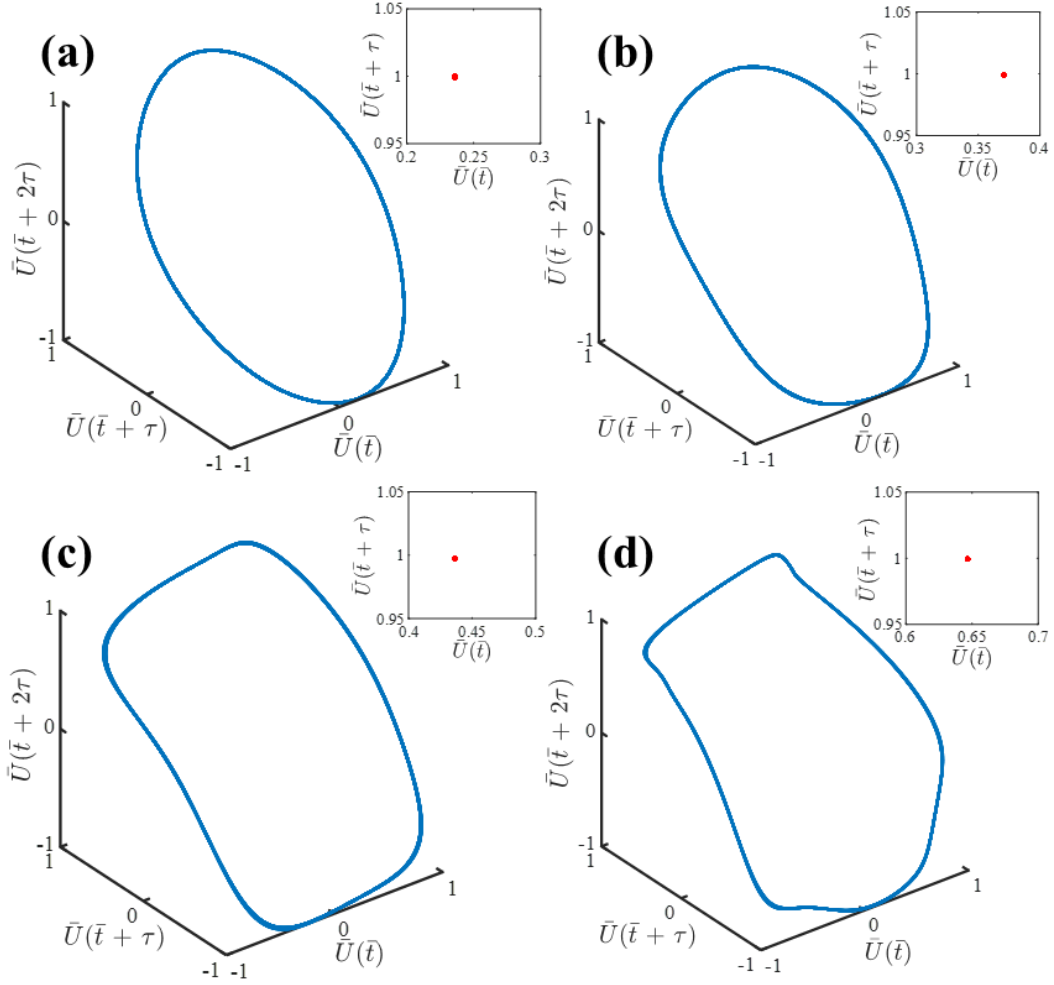 (a)
1
0
-1
Ū(t̄ + 2τ)
1
0
-1
Ū(t̄ + τ)
-1
0
1
Ū(t̄)
1.05
1
0.95
Ū(t̄ + τ)
0.2
0.25
0.3
Ū(t̄)
(b)
1
0
-1
Ū(t̄ + 2τ)
1
0
-1
Ū(t̄ + τ)
-1
0
1
Ū(t̄)
1.05
1
0.95
Ū(t̄ + τ)
0.3
0.35
0.4
Ū(t̄)
(c)
1
0
-1
Ū(t̄ + 2τ)
1
0
-1
Ū(t̄ + τ)
-1
0
1
Ū(t̄)
1.05
1
0.95
Ū(t̄ + τ)
0.4
0.45
0.5
Ū(t̄)
(d)
1
0
-1
Ū(t̄ + 2τ)
1
0
-1
Ū(t̄ + τ)
-1
0
1
Ū(t̄)
1.05
1
0.95
Ū(t̄ + τ)
0.6
0.65
0.7
Ū(t̄)